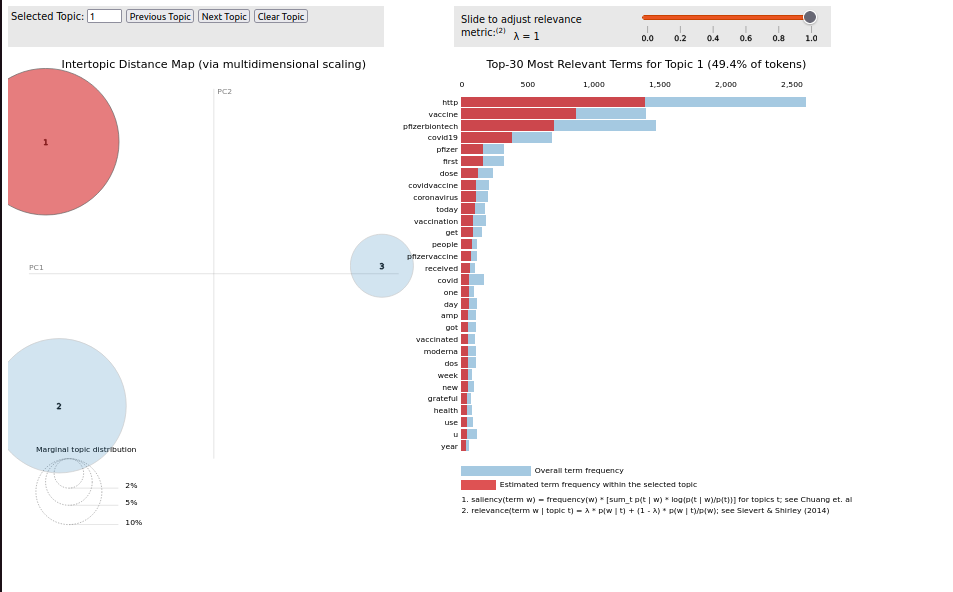 Selected Topic: 1 Previous Topic Next Topic Clear Topic
Slide to adjust relevance
metric:(2) λ = 1
0.0 0.2 0.4 0.6 0.8 1.0
Intertopic Distance Map (via multidimensional scaling)
PC2
PC1
1
3
2
Marginal topic distribution
2%
5%
10%
Top-30 Most Relevant Terms for Topic 1 (49.4% of tokens)
0 500 1,000 1,500 2,000 2,500
http
vaccine
pfizerbiontech
covid19
pfizer
first
dose
covidvaccine
coronavirus
today
vaccination
get
people
pfizervaccine
received
covid
one
day
amp
got
vaccinated
moderna
dos
week
new
grateful
health
use
u
year
Overall term frequency
Estimated term frequency within the selected topic
1. saliency(term w) = frequency(w) * [sum_t p(t | w) * log(p(t | w)/p(t))] for topics t; see Chuang et. al
2. relevance(term w | topic t) = λ * p(w | t) + (1 - λ) * p(w | t)/p(w); see Sievert & Shirley (2014)